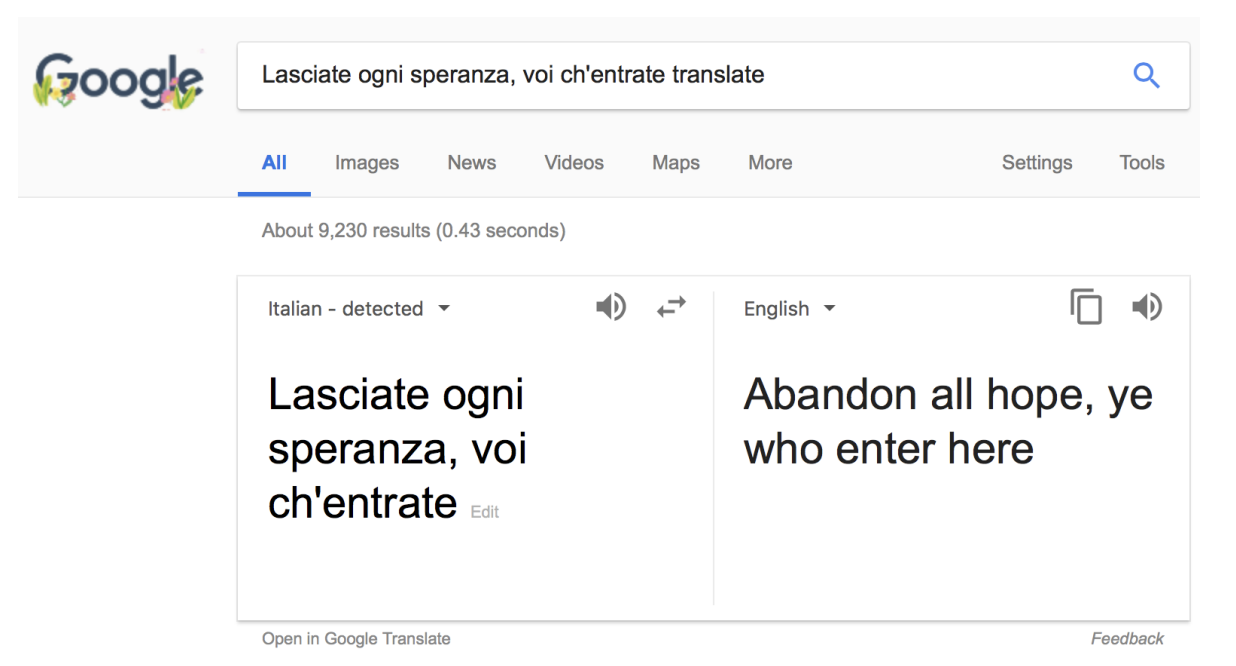 Google
Lasciate ogni speranza, voi ch'entrate translate
All Images News Videos Maps More Settings Tools
About 9,230 results (0.43 seconds)
Italian - detected
English
Lasciate ogni
speranza, voi
ch'entrate Edit
Abandon all hope, ye
who enter here
Open in Google Translate
Feedback